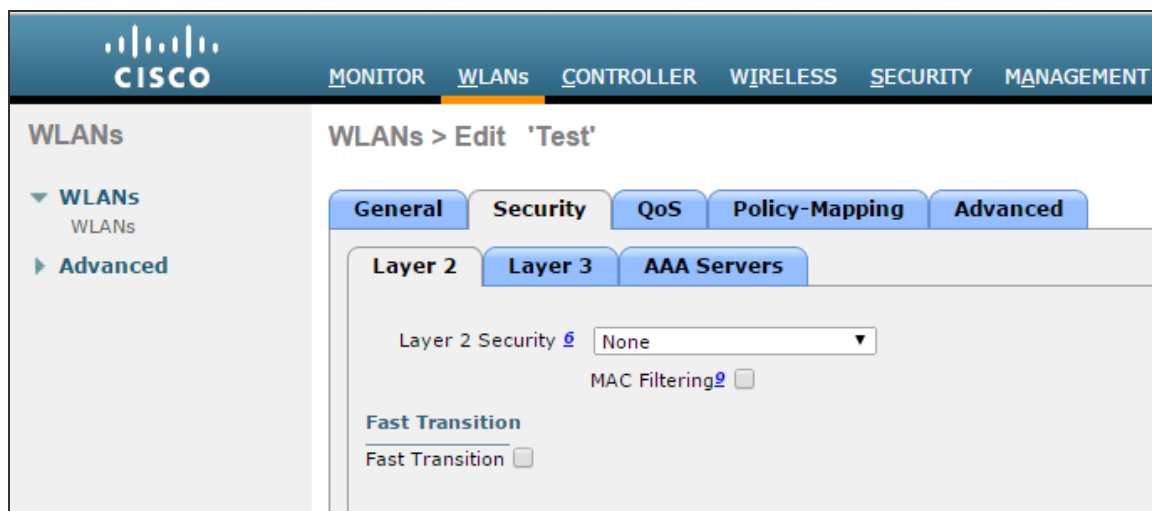 CISCO
MONITOR WLANs CONTROLLER WIRELESS SECURITY MANAGEMENT
WLANs
WLANs > Edit 'Test'
WLANs
WLANs
Advanced
General Security QoS Policy-Mapping Advanced
Layer 2 Layer 3 AAA Servers
Layer 2 Security 6 None
MAC Filtering9
Fast Transition
Fast Transition